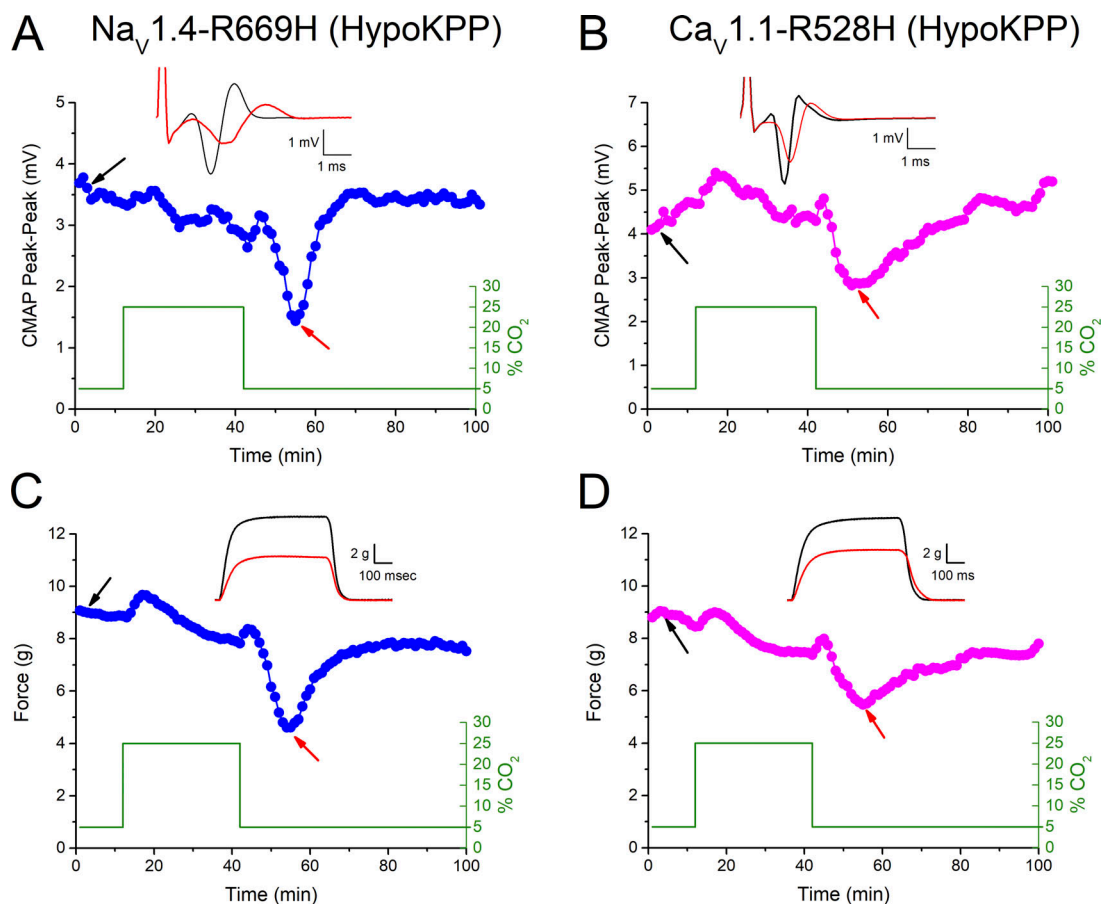 A Na_V1.4-R669H (HypoKPP)
CMAP Peak-Peak (mV)
5
4
3
2
1
0
1 mV
1 ms
30
25
20
15
10
5
0
% CO2
0 20 40 60 80 100
Time (min)
B Ca_V1.1-R528H (HypoKPP)
CMAP Peak-Peak (mV)
7
6
5
4
3
2
1
0
1 mV
1 ms
30
25
20
15
10
5
0
% CO2
0 20 40 60 80 100
Time (min)
C
Force (g)
12
10
8
6
4
2
0
2 g
100 msec
30
25
20
15
10
5
0
% CO2
0 20 40 60 80 100
Time (min)
D
Force (g)
12
10
8
6
4
2
0
2 g
100 ms
30
25
20
15
10
5
0
% CO2
0 20 40 60 80 100
Time (min)